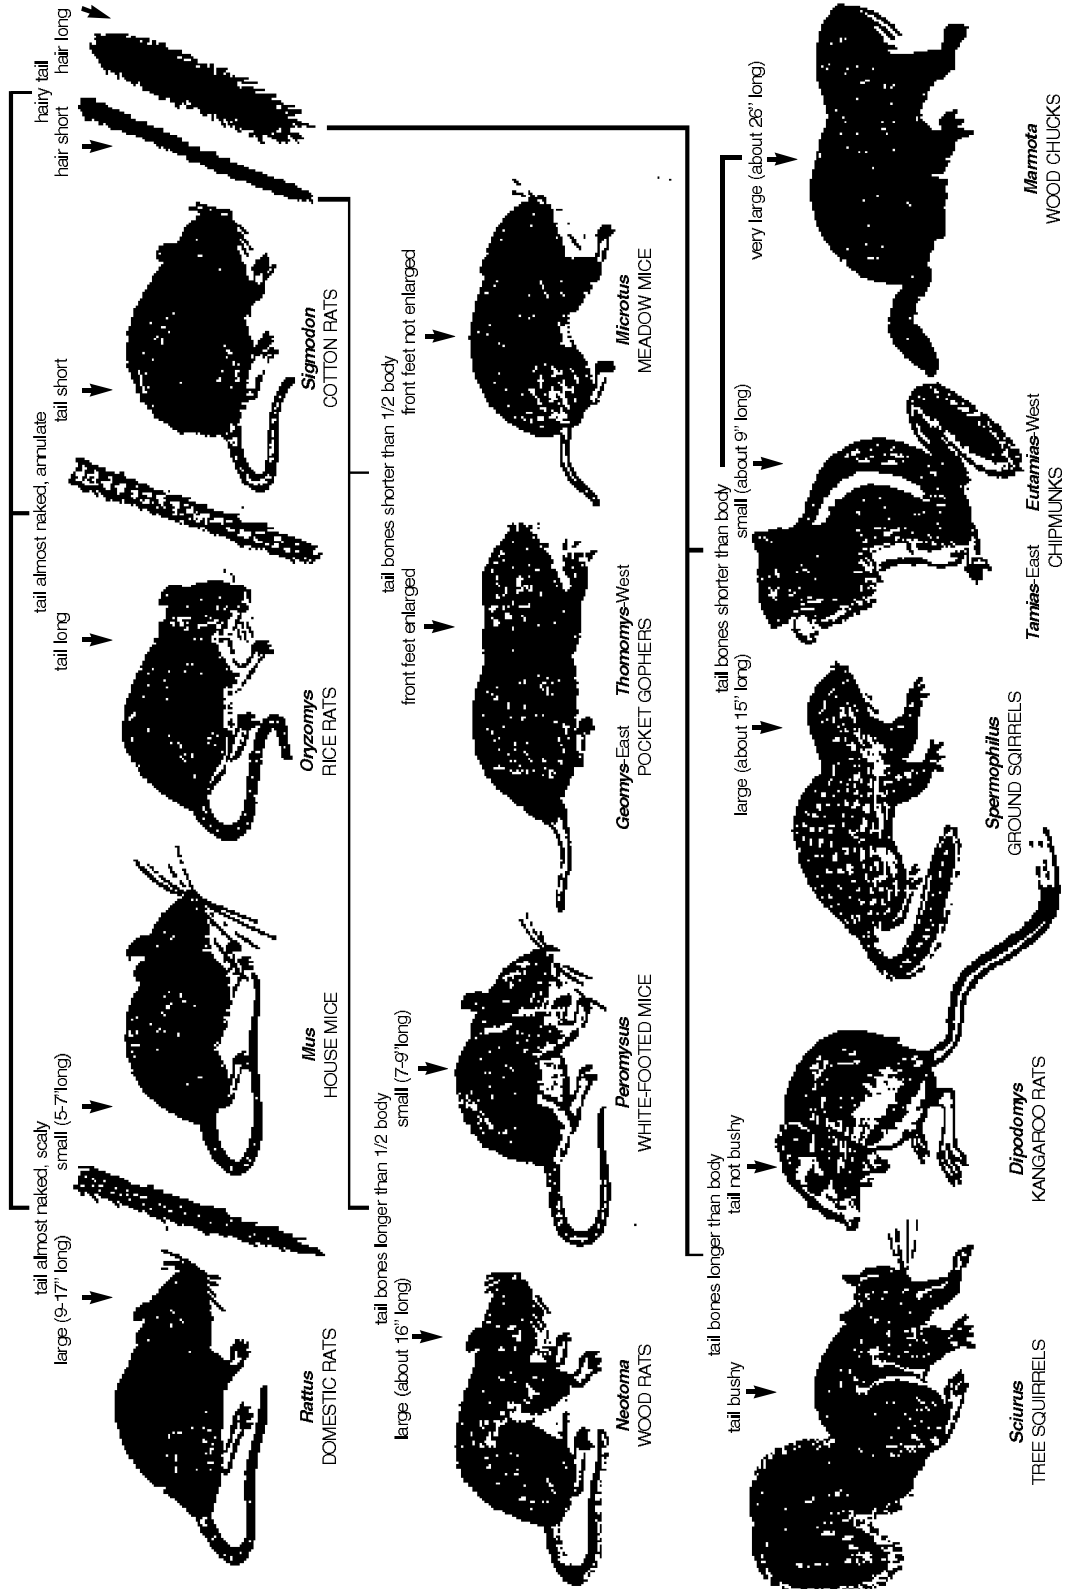 tail almost naked, scaly
large (9-17" long)
small (5-7"long)
tail almost naked, annulate
tail long
tail short
hairy tail
hair short
hair long
Rattus
DOMESTIC RATS
Mus
HOUSE MICE
Oryzomys
RICE RATS
Sigmodon
COTTON RATS
tail bones longer than 1/2 body
large (about 16" long)
small (7-9"long)
tail bones shorter than 1/2 body
front feet enlarged
front feet not enlarged
Neotoma
WOOD RATS
Peromysus
WHITE-FOOTED MICE
Geomys-East Thomomys-West
POCKET GOPHERS
Microtus
MEADOW MICE
tail bones longer than body
tail bushy
tail not bushy
tail bones shorter than body
large (about 15" long)
small (about 9" long)
very large (about 26" long)
Sciurus
TREE SQUIRRELS
Dipodomys
KANGAROO RATS
Spermophilus
GROUND SQIRRELS
Tamias-East Eutamias-West
CHIPMUNKS
Marmota
WOOD CHUCKS